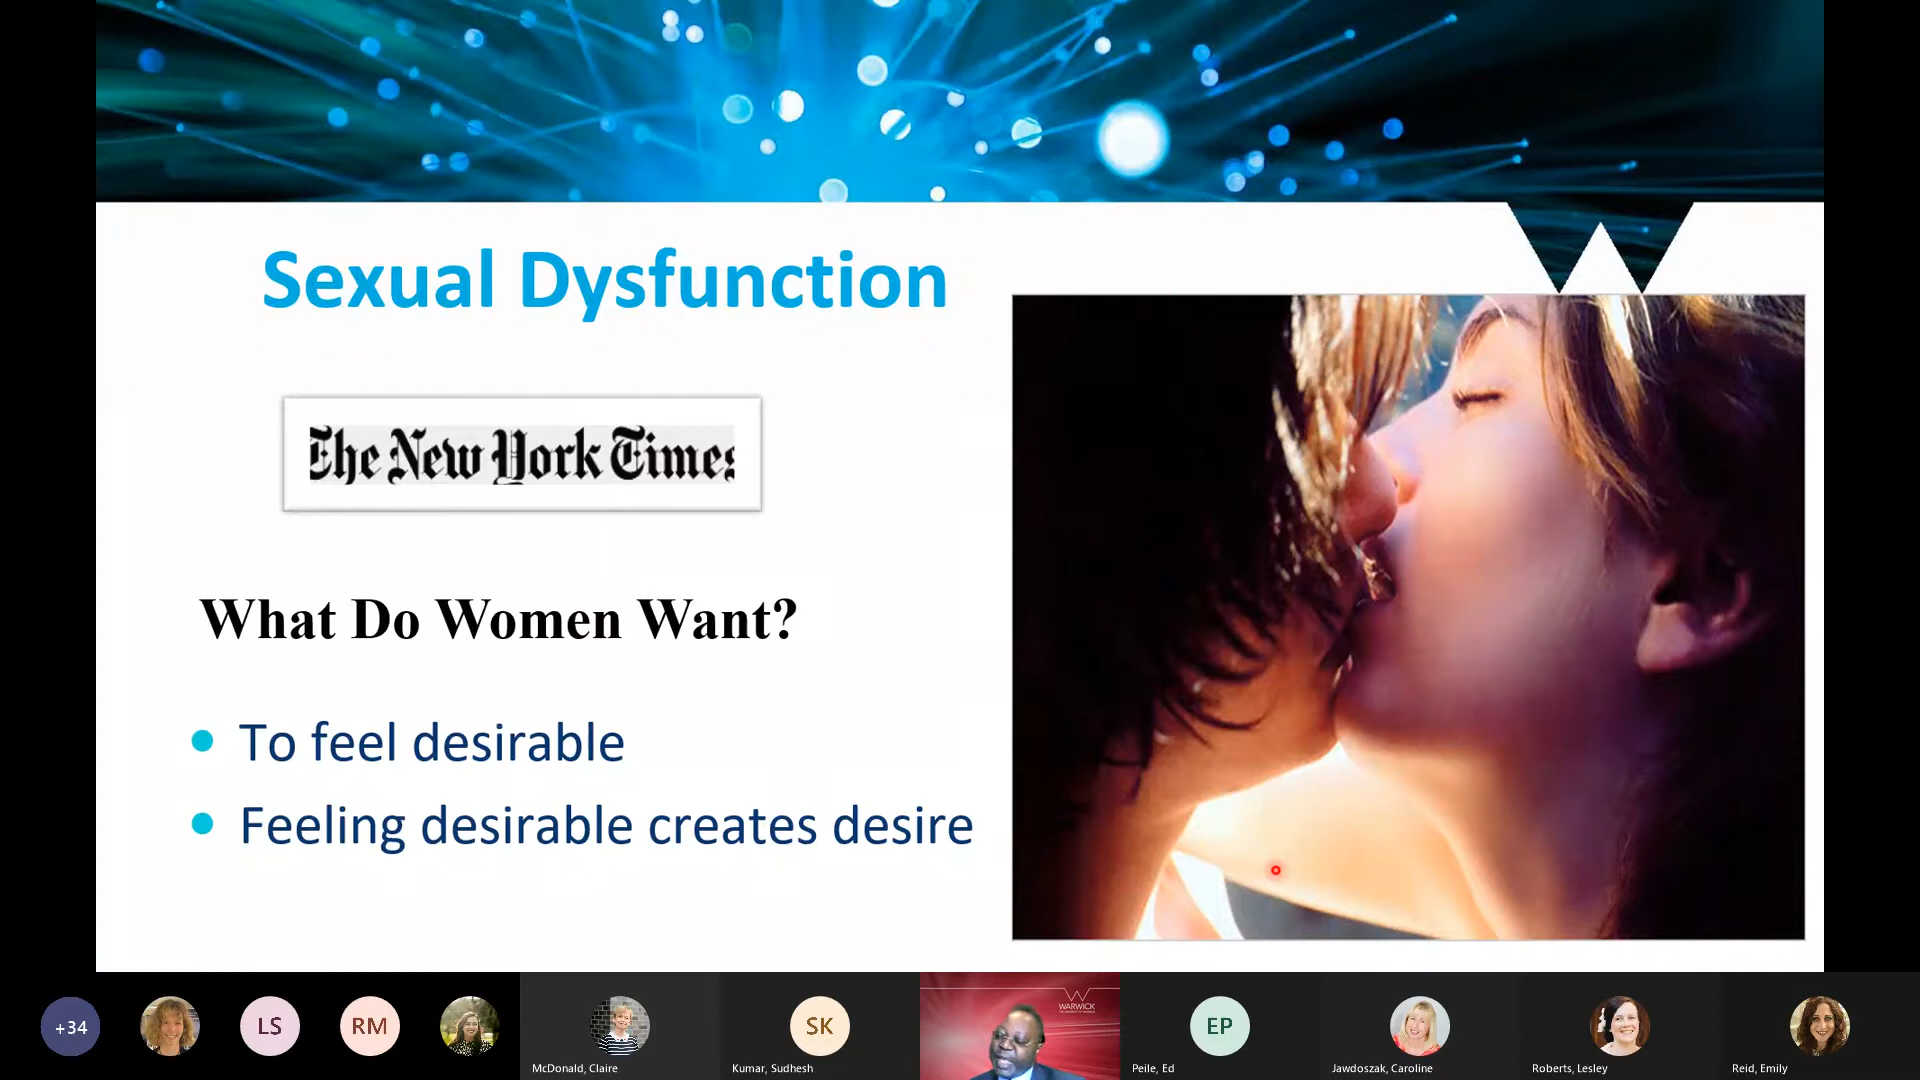 Sexual Dysfunction
The New York Times
What Do Women Want?
• To feel desirable
• Feeling desirable creates desire
+34
LS
RM
McDonald, Claire
SK
Kumar, Sudhesh
WARWICK
EP
Peile, Ed
Jawdoszak, Caroline
Roberts, Lesley
Reid, Emily